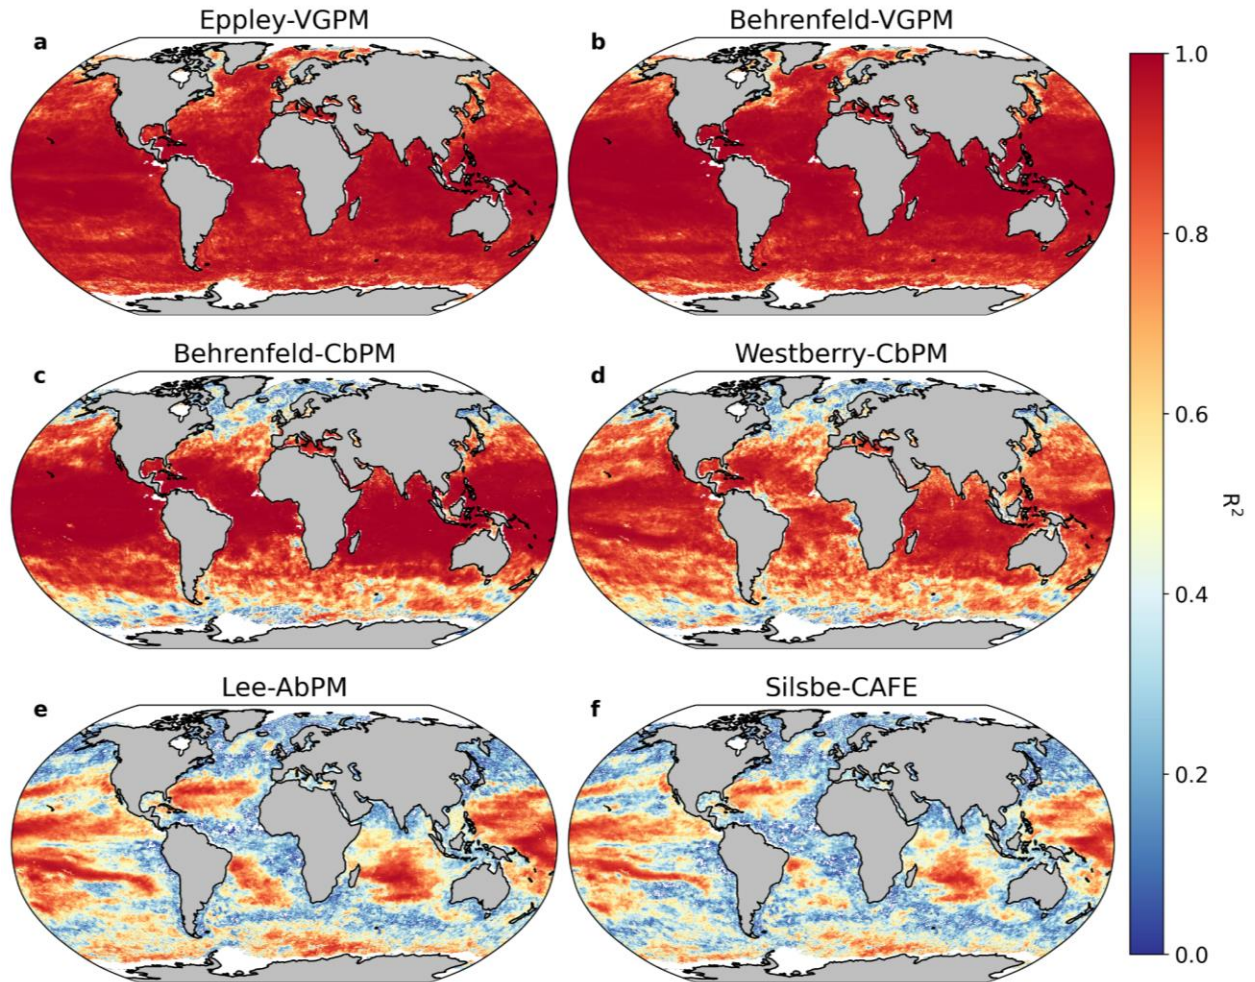 Eppley-VGPM
Behrenfeld-VGPM
a
b
1.0
0.8
Behrenfeld-CbPM
Westberry-CbPM
c
d
0.6
R²
0.4
Lee-AbPM
Silsbe-CAFE
e
f
0.2
0.0